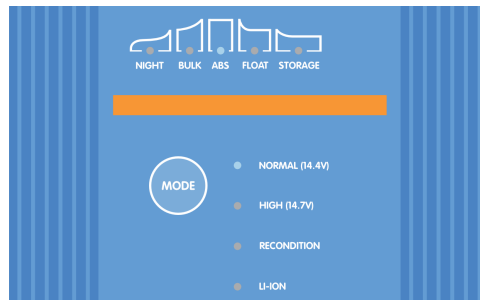 NIGHT BULK ABS FLOAT STORAGE
MODE
NORMAL (14.4V)
HIGH (14.7V)
RECONDITION
LI-ION